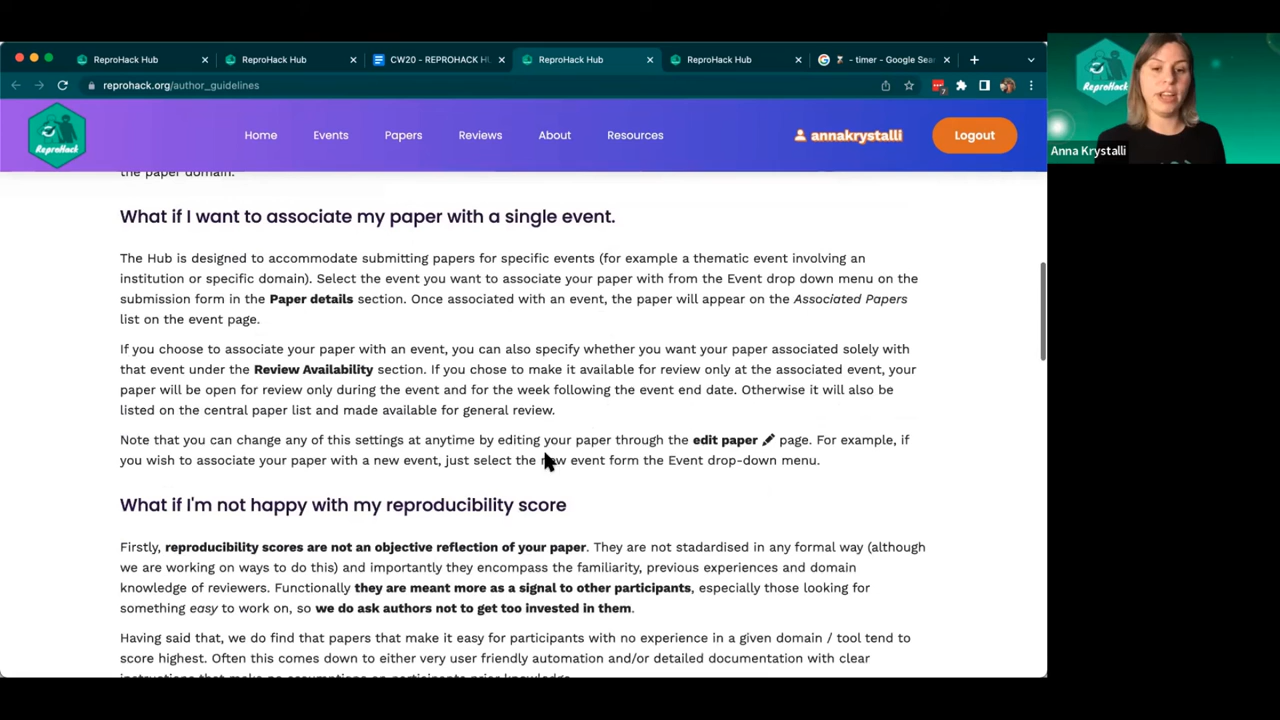 ReproHack Hub
ReproHack Hub
CW20 - REPROHACK HU
ReproHack Hub
ReproHack Hub
- timer - Google Sear
reprohack.org/author_guidelines
ReproHack
Home
Events
Papers
Reviews
About
Resources
annakrystalli
Logout
ReproHack
Anna Krystalli
the paper domain.
What if I want to associate my paper with a single event.
The Hub is designed to accommodate submitting papers for specific events (for example a thematic event involving an
institution or specific domain). Select the event you want to associate your paper with from the Event drop down menu on the
submission form in the Paper details section. Once associated with an event, the paper will appear on the Associated Papers
list on the event page.
If you choose to associate your paper with an event, you can also specify whether you want your paper associated solely with
that event under the Review Availability section. If you chose to make it available for review only at the associated event, your
paper will be open for review only during the event and for the week following the event end date. Otherwise it will also be
listed on the central paper list and made available for general review.
Note that you can change any of this settings at anytime by editing your paper through the edit paper page. For example, if
you wish to associate your paper with a new event, just select the new event form the Event drop-down menu.
What if I'm not happy with my reproducibility score
Firstly, reproducibility scores are not an objective reflection of your paper. They are not stadardised in any formal way (although
we are working on ways to do this) and importantly they encompass the familiarity, previous experiences and domain
knowledge of reviewers. Functionally they are meant more as a signal to other participants, especially those looking for
something easy to work on, so we do ask authors not to get too invested in them.
Having said that, we do find that papers that make it easy for participants with no experience in a given domain / tool tend to
score highest. Often this comes down to either very user friendly automation and/or detailed documentation with clear
instructions that make no assumptions on participants prior knowledge.